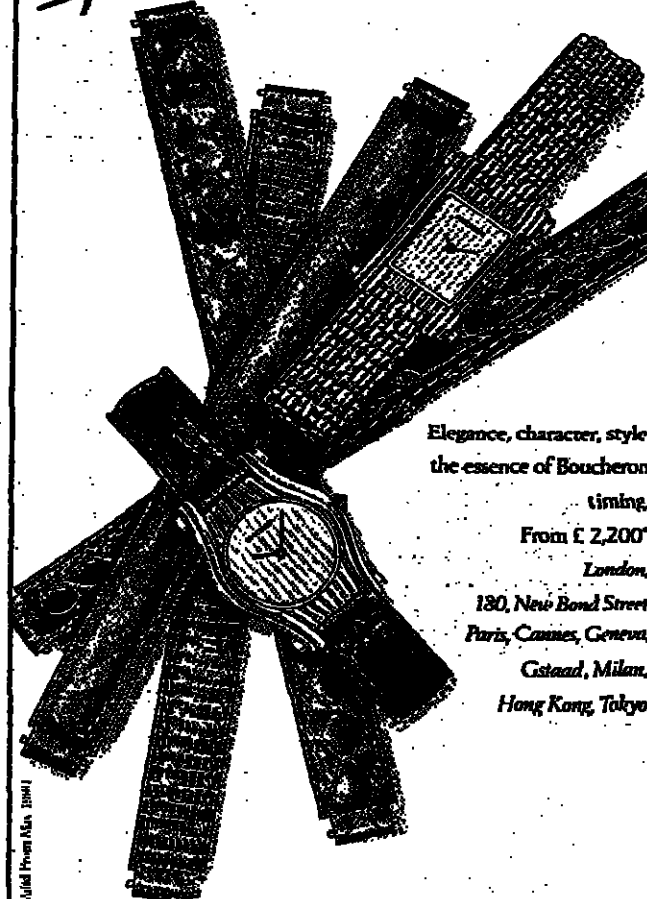 Elegance, character, style
the essence of Boucheron
timing,
From £ 2,200*
London,
180, New Bond Street
Paris, Cannes, Geneva,
Gstaad, Milan,
Hong Kong, Tokyo